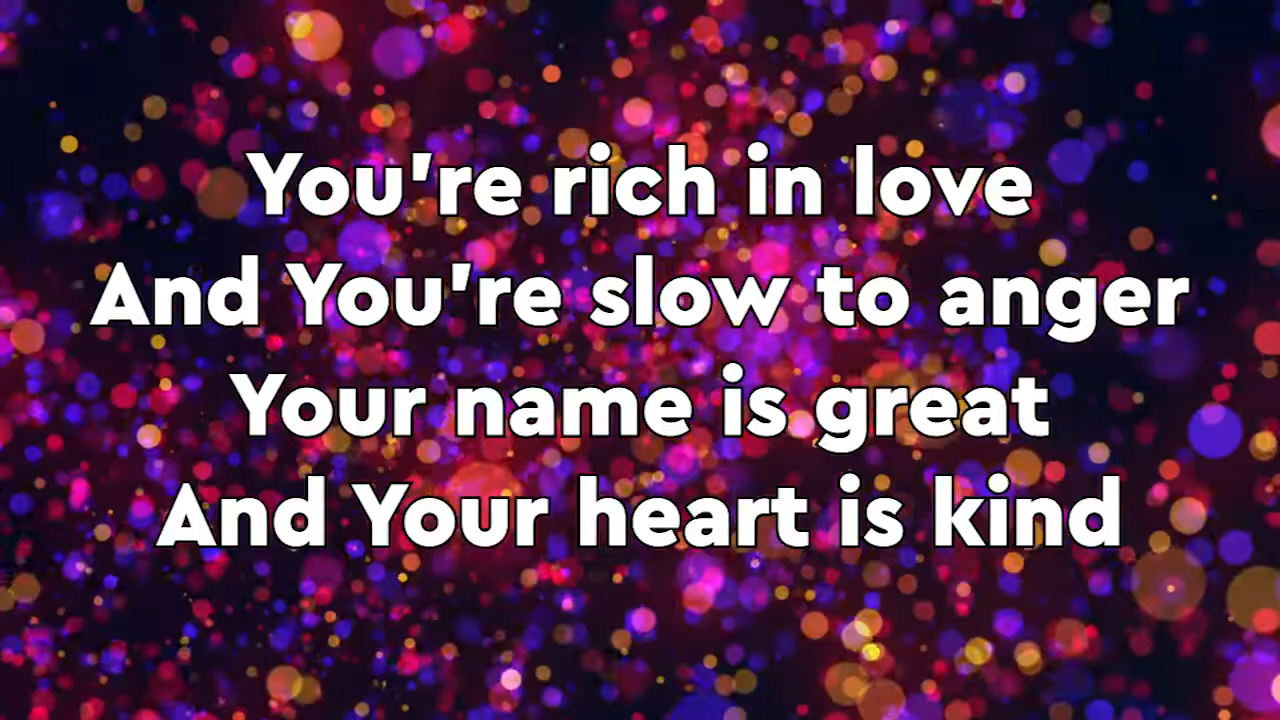 You're rich in love
And You're slow to anger
Your name is great
And Your heart is kind